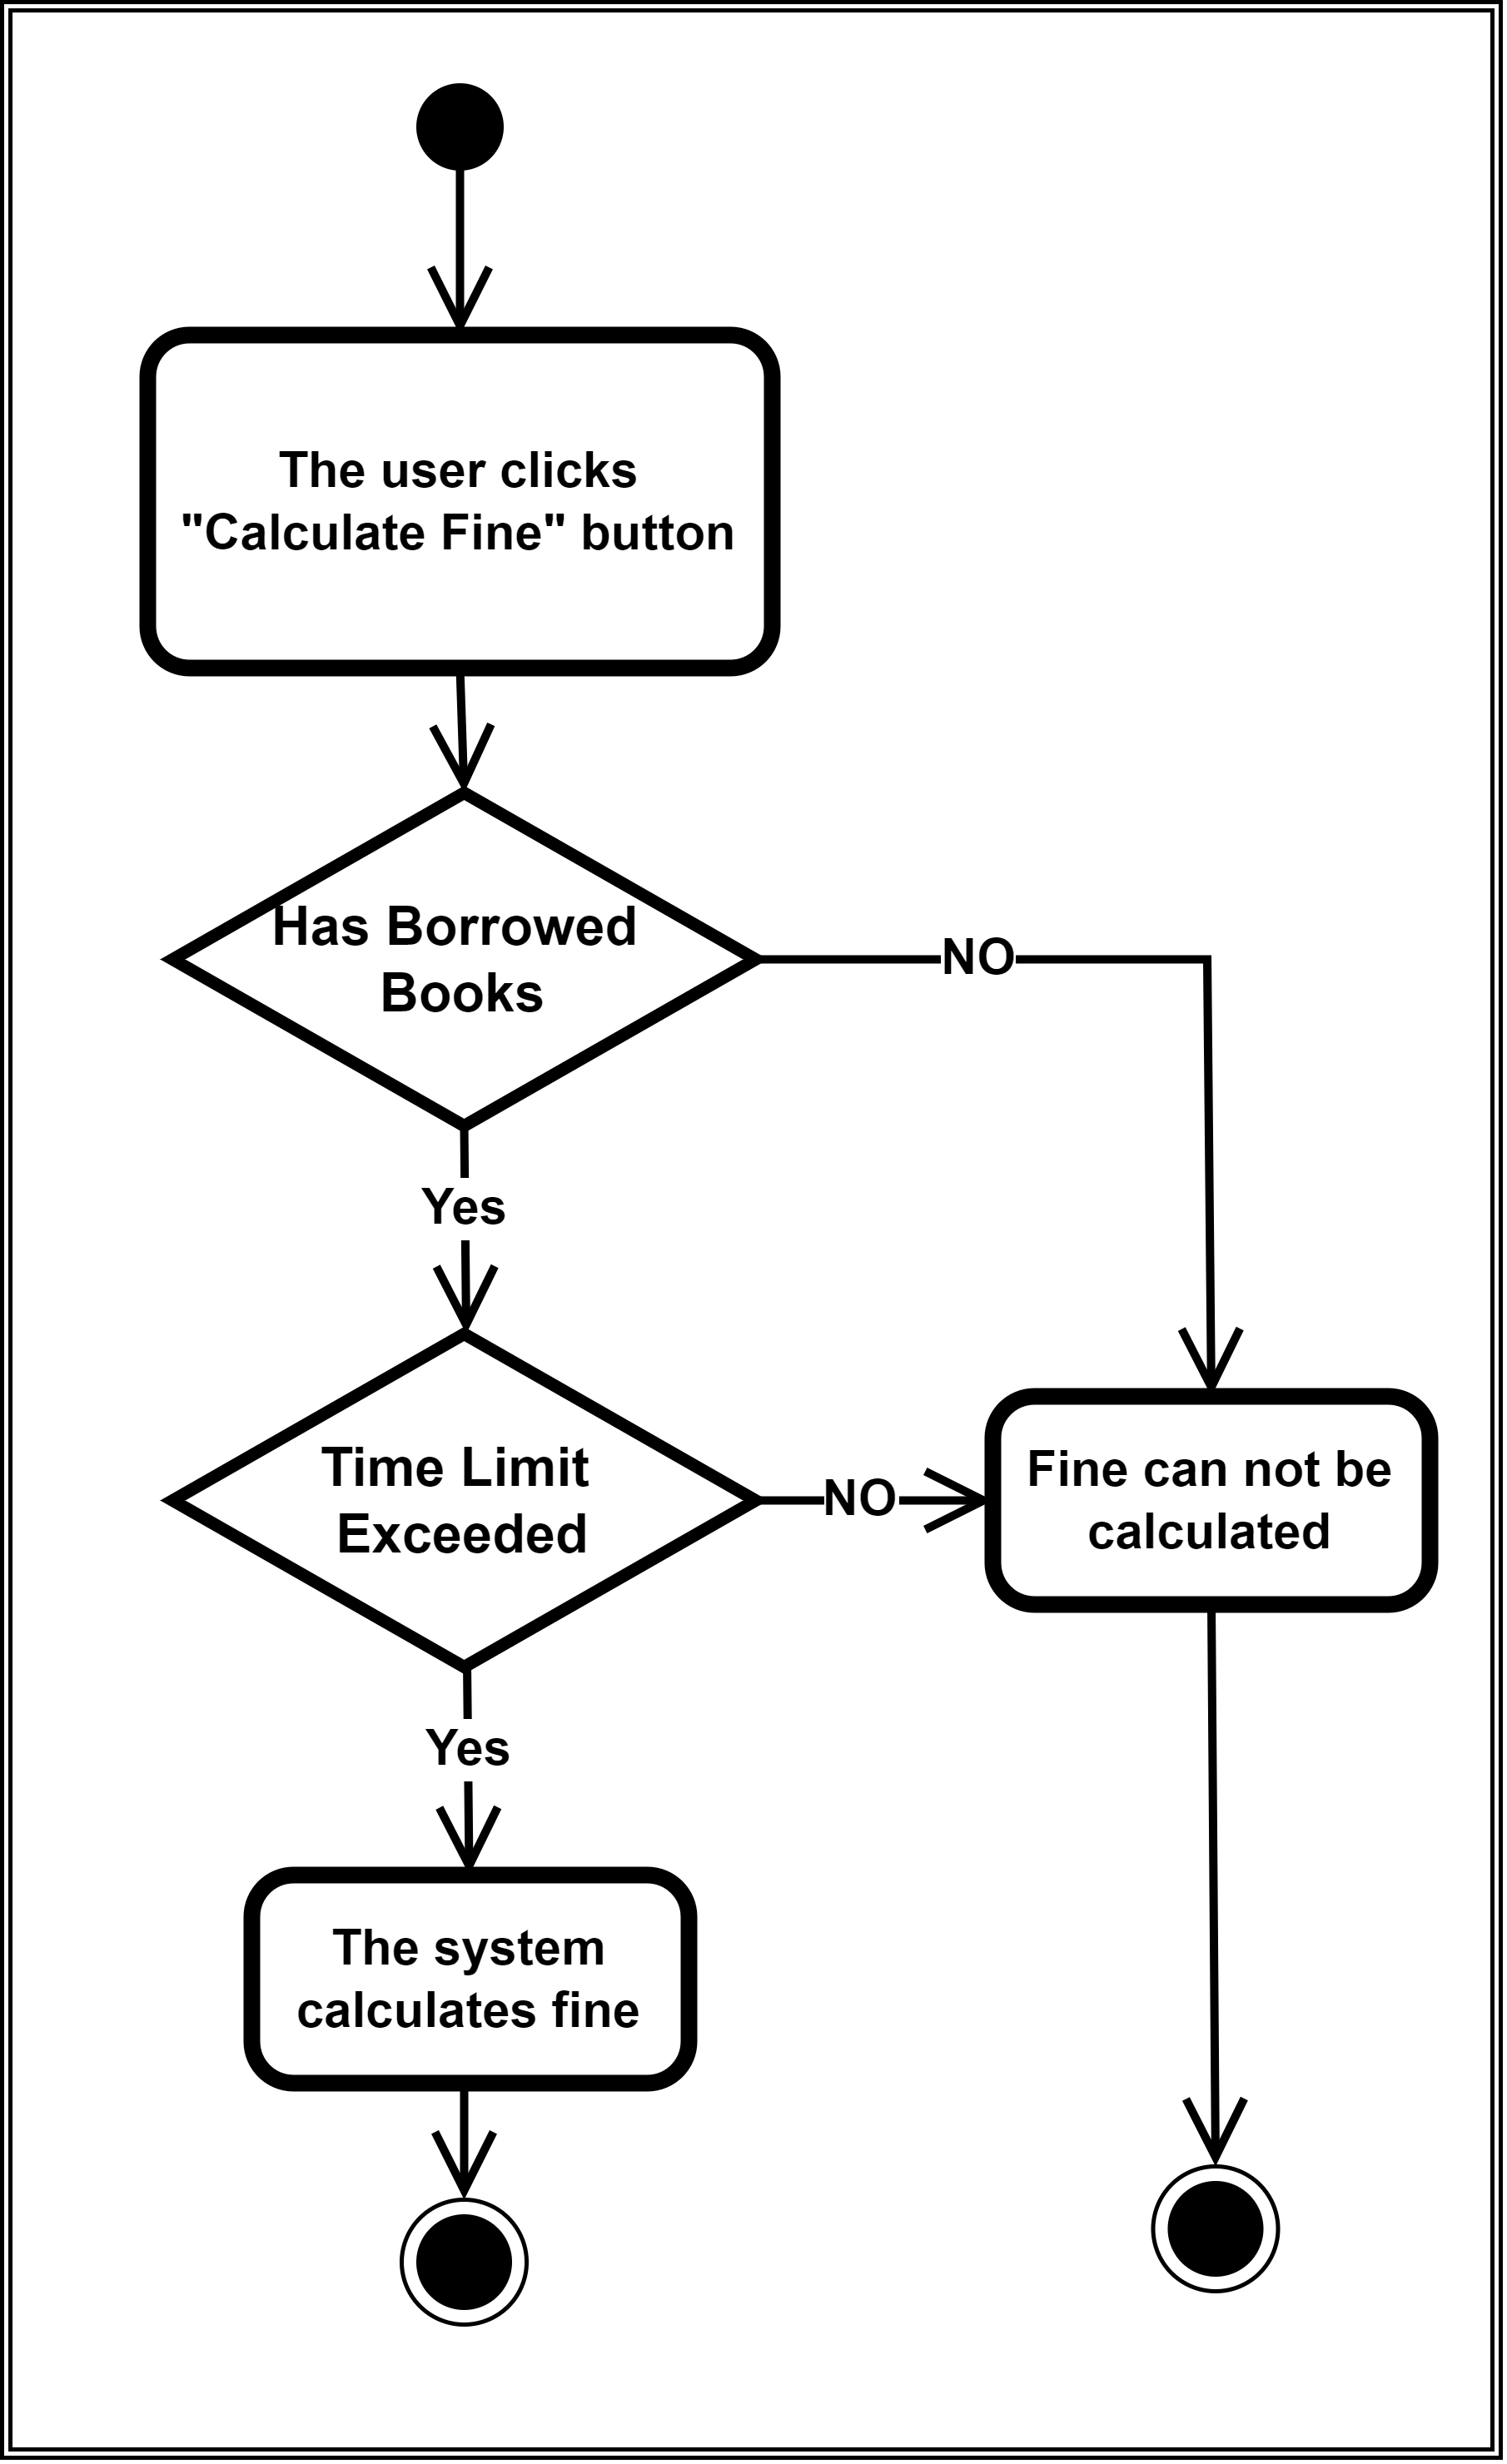 The user clicks
"Calculate Fine" button
Has Borrowed
Books
NO
Yes
Time Limit
Exceeded
NO
Fine can not be
calculated
Yes
The system
calculates fine